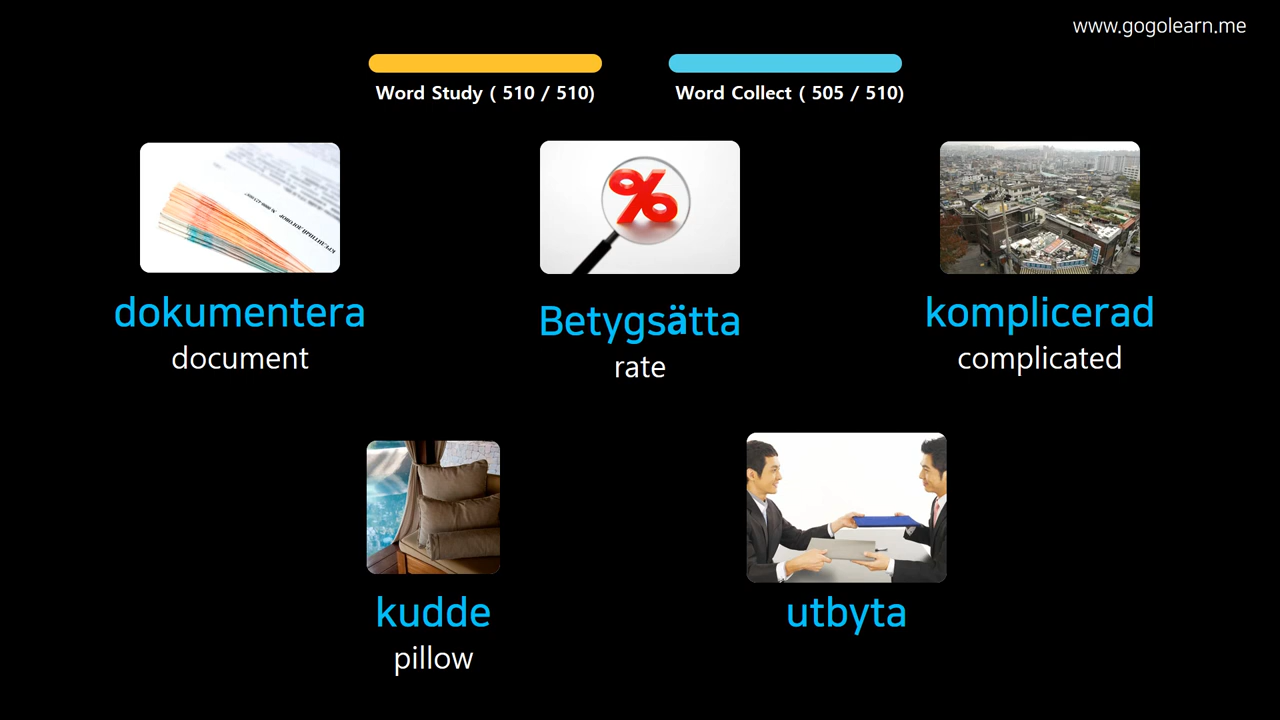 www.gogolearn.me
Word Study ( 510 / 510)
Word Collect ( 505 / 510)
dokumentera
document
Betygsätta
rate
komplicerad
complicated
kudde
pillow
utbyta